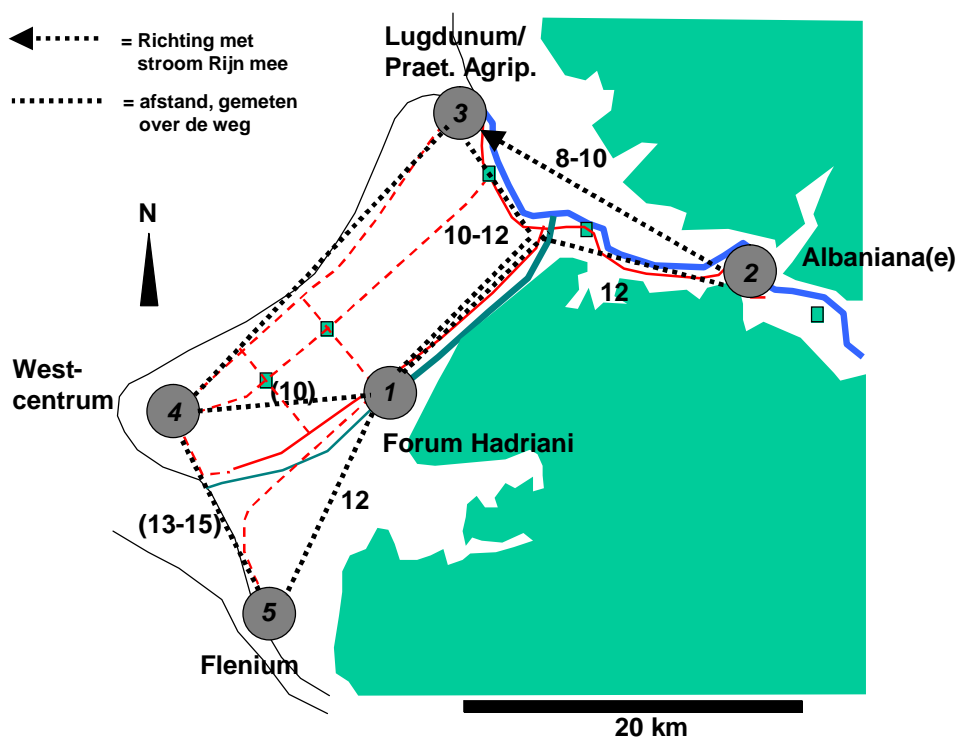 = Richting met
stroom Rijn mee
= afstand, gemeten
over de weg
Lugdunum/
Praet. Agrip.
3
8-10
N
10-12
Albaniana(e)
2
12
West-
centrum
(10)
1
4
Forum Hadriani
12
(13-15)
5
Flenium
20 km